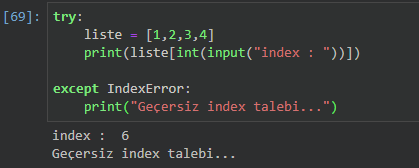 [69]: try:
    liste = [1,2,3,4]
    print(liste[int(input("index : "))])
except IndexError:
    print("Geçersiz index talebi...")
index :  6
Geçersiz index talebi...